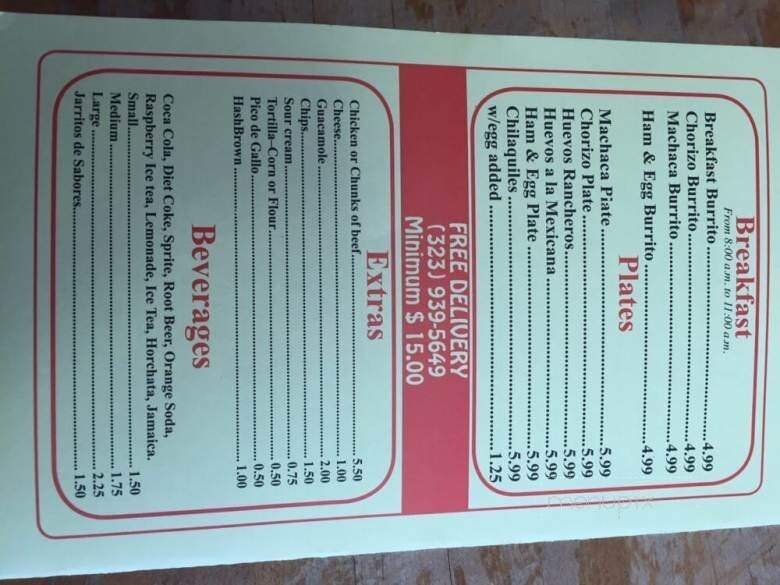 Breakfast
From 8:00 a.m. to 11:00 a.m.
Breakfast Burrito 4.99
Chorizo Burrito 4.99
Machaca Burrito 4.99
Ham & Egg Burrito 4.99
Plates
Machaca Piate 5.99
Chorizo Plate 5.99
Huevos Rancheros 5.99
Huevos a la Mexicana 5.99
Ham & Egg Plate 5.99
Chilaquiles 5.99
w/egg added 1.25
FREE DELIVERY
(323) 939-5649
Minimum $ 15.00
Extras
Chicken or Chunks of beef 5.50
Cheese 1.00
Guacamole 2.00
Chips 1.50
Sour cream 0.75
Tortilla-Corn or Flour 0.50
Pico de Gallo 0.50
HashBrown 1.00
Beverages
Coca Cola, Diet Coke, Sprite, Root Beer, Orange Soda,
Raspberry Ice tea, Lemonade, Ice Tea, Horchata, Jamaica.
Small 1.50
Medium 1.75
Large 2.25
Jarritos de Sabores 1.50
menupix